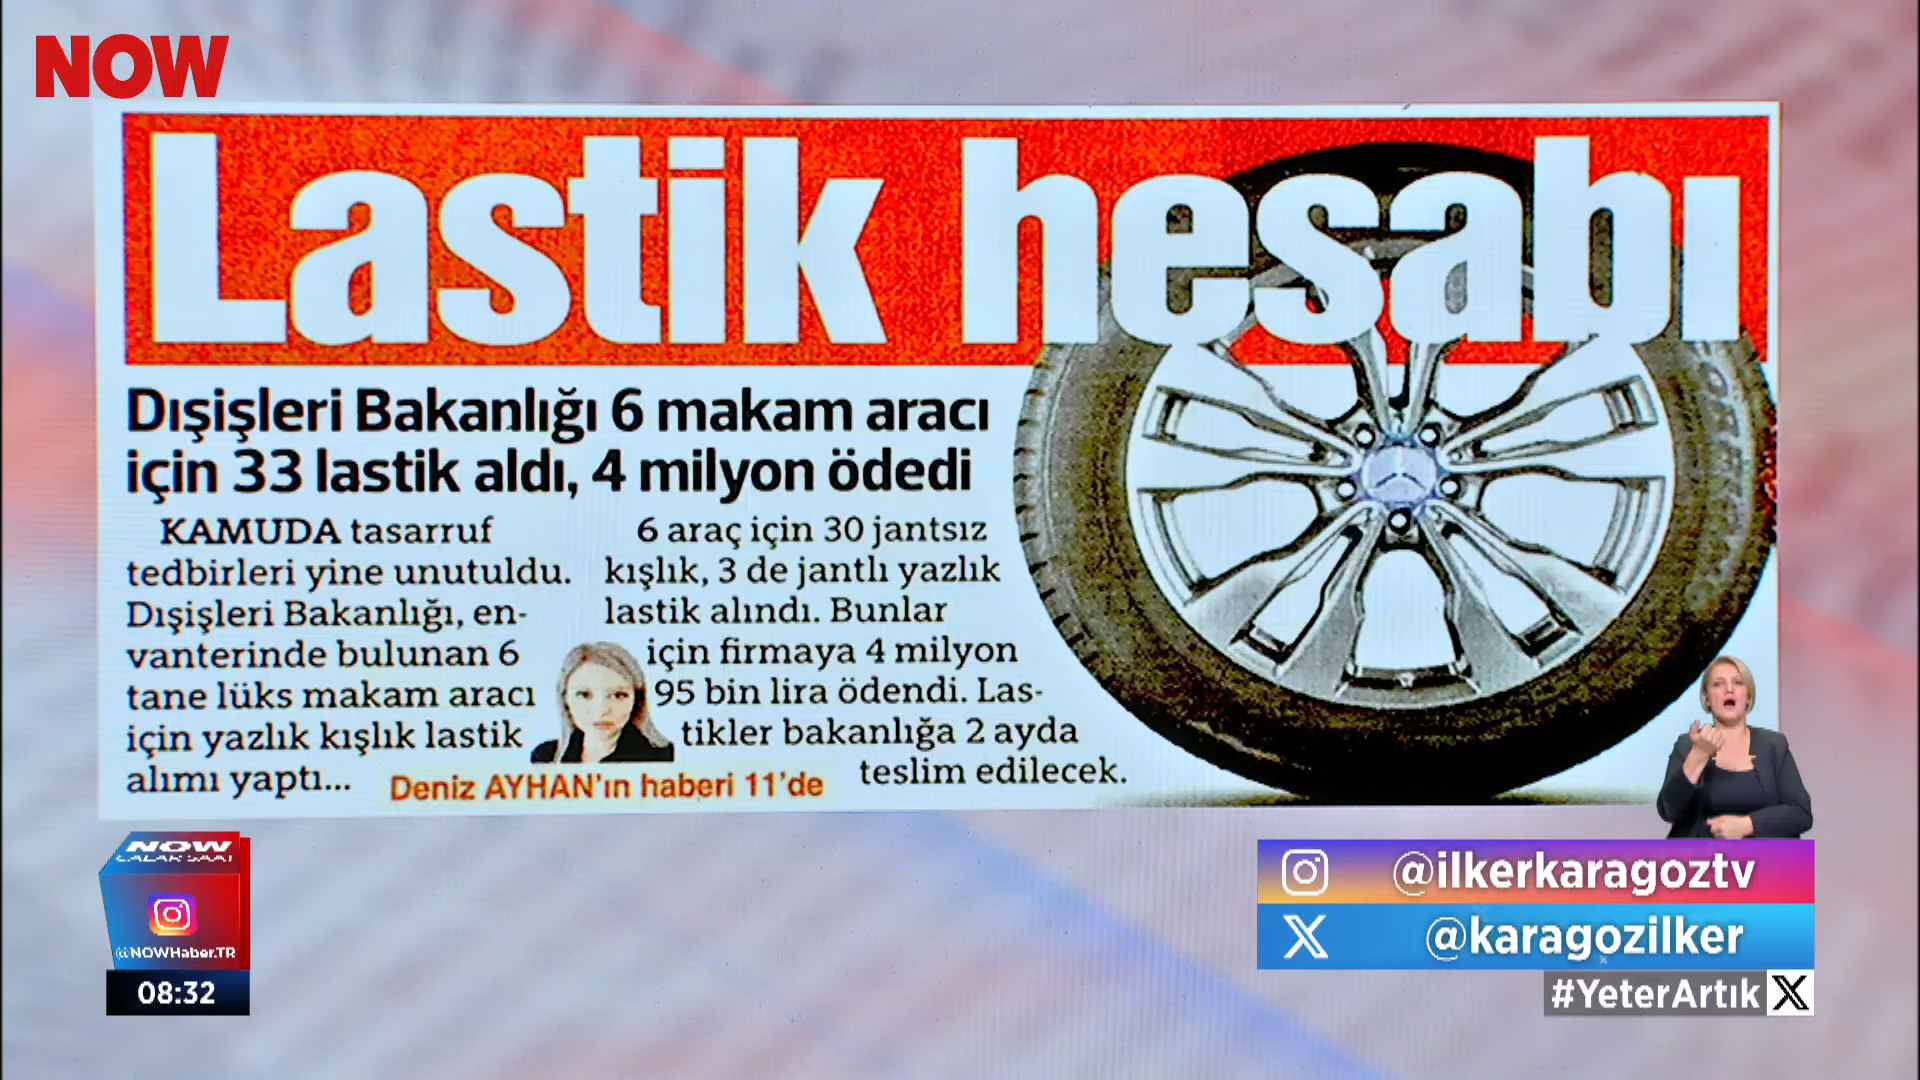 NOW
Lastik hesabı
Dışişleri Bakanlığı 6 makam aracı
için 33 lastik aldı, 4 milyon ödedi
KAMUDA tasarruf
tedbirleri yine unutuldu.
Dışişleri Bakanlığı, en-
vanterinde bulunan 6
tane lüks makam aracı
için yazlık kışlık lastik
alımı yaptı...
6 araç için 30 jantsız
kışlık, 3 de jantlı yazlık
lastik alındı. Bunlar
için firmaya 4 milyon
95 bin lira ödendi. Las-
tikler bakanlığa 2 ayda
teslim edilecek.
Deniz AYHAN'ın haberi 11'de
NOW
@NOWHaber.TR
08:32
@ilkerkaragoztv
X @karagozilker
#YeterArtık X